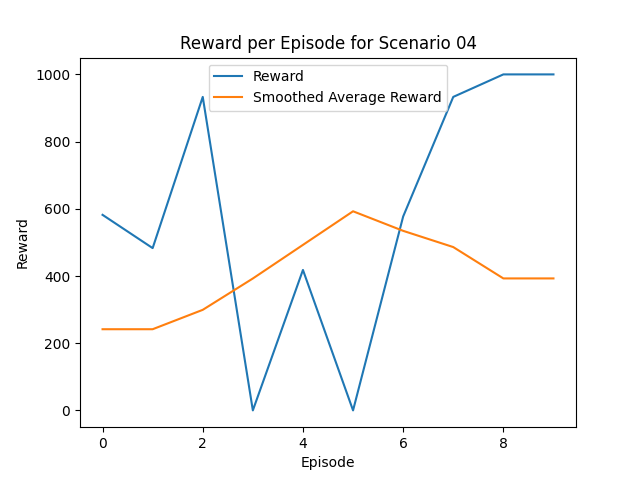 Reward per Episode for Scenario 04
Reward
Smoothed Average Reward
1000
800
600
400
200
0
Reward
0 2 4 6 8
Episode